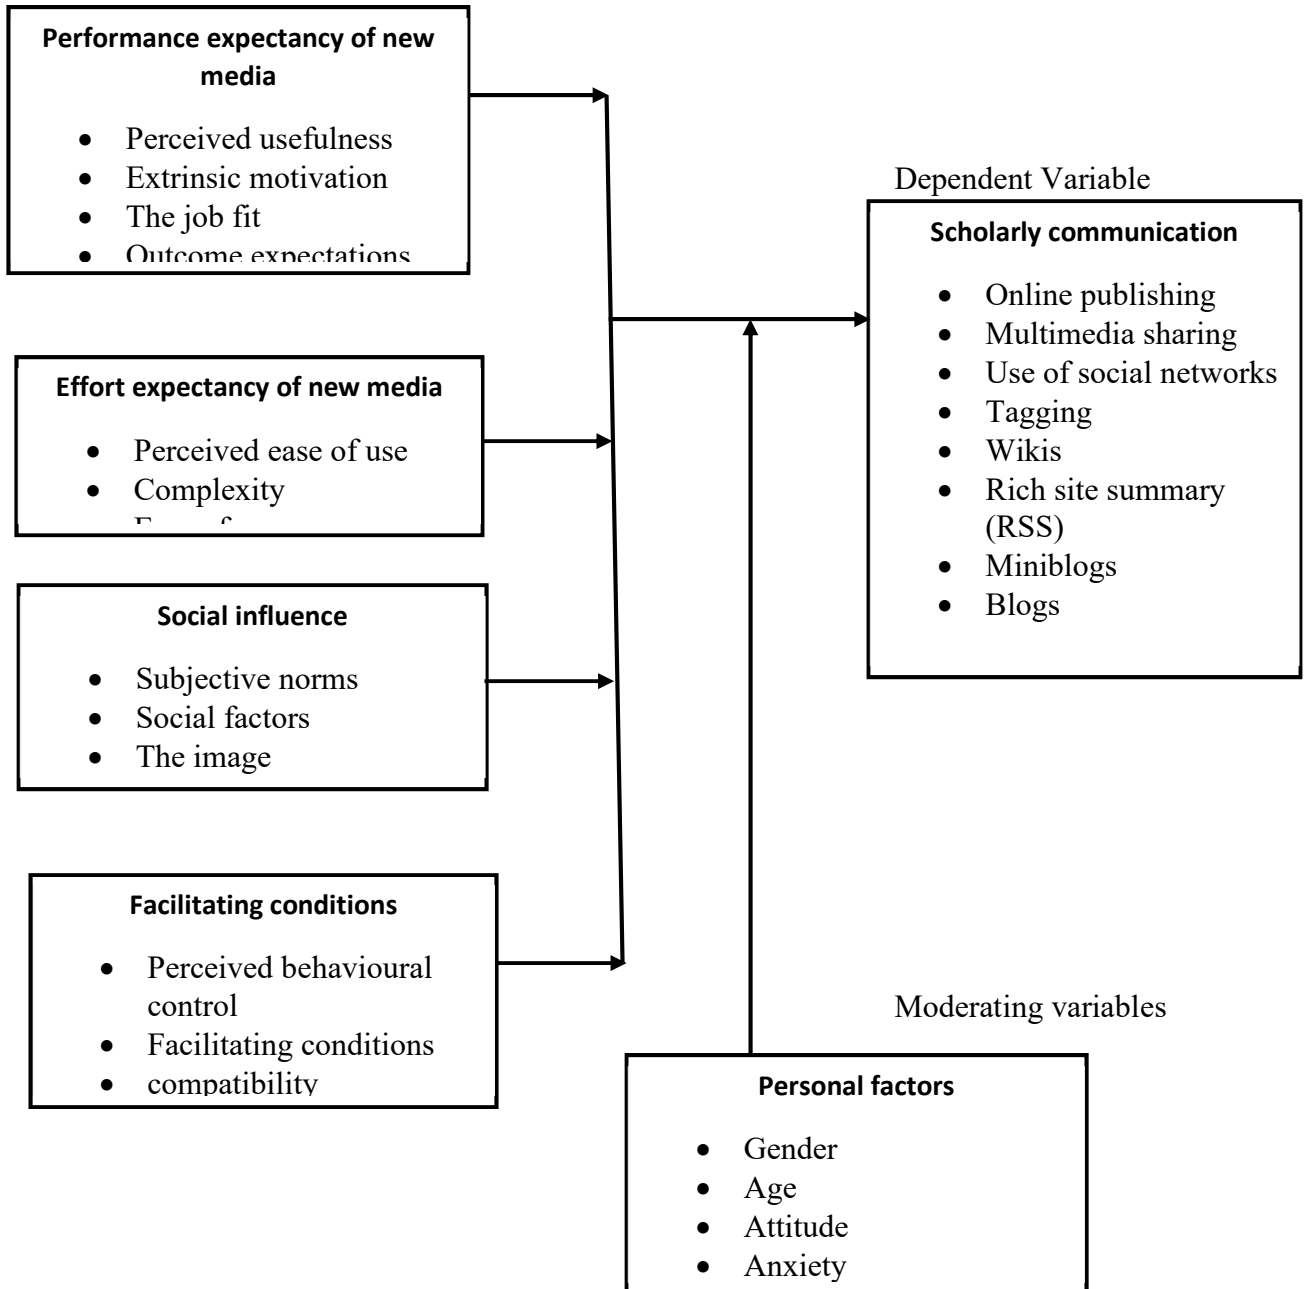 Performance expectancy of new
media
• Perceived usefulness
• Extrinsic motivation
• The job fit
• Outcome expectations
Effort expectancy of new media
• Perceived ease of use
• Complexity
Social influence
• Subjective norms
• Social factors
• The image
Facilitating conditions
• Perceived behavioural
control
• Facilitating conditions
• compatibility
Dependent Variable
Scholarly communication
• Online publishing
• Multimedia sharing
• Use of social networks
• Tagging
• Wikis
• Rich site summary
(RSS)
• Miniblogs
• Blogs
Moderating variables
Personal factors
• Gender
• Age
• Attitude
• Anxiety